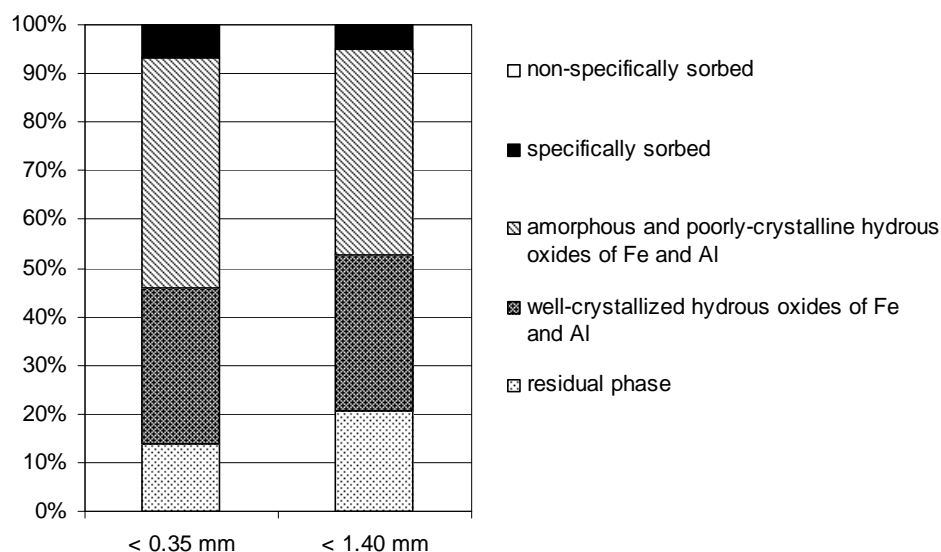 100%
90%
80%
70%
60%
50%
40%
30%
20%
10%
0%
< 0.35 mm
< 1.40 mm
non-specifically sorbed
specifically sorbed
amorphous and poorly-crystalline hydrous
oxides of Fe and Al
well-crystallized hydrous oxides of Fe
and Al
residual phase